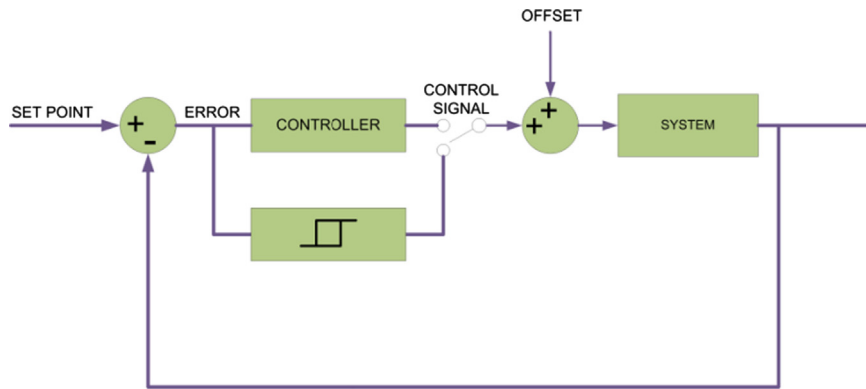 OFFSET
SET POINT
+
-
ERROR
CONTROLLER
CONTROL
SIGNAL
+
+
SYSTEM